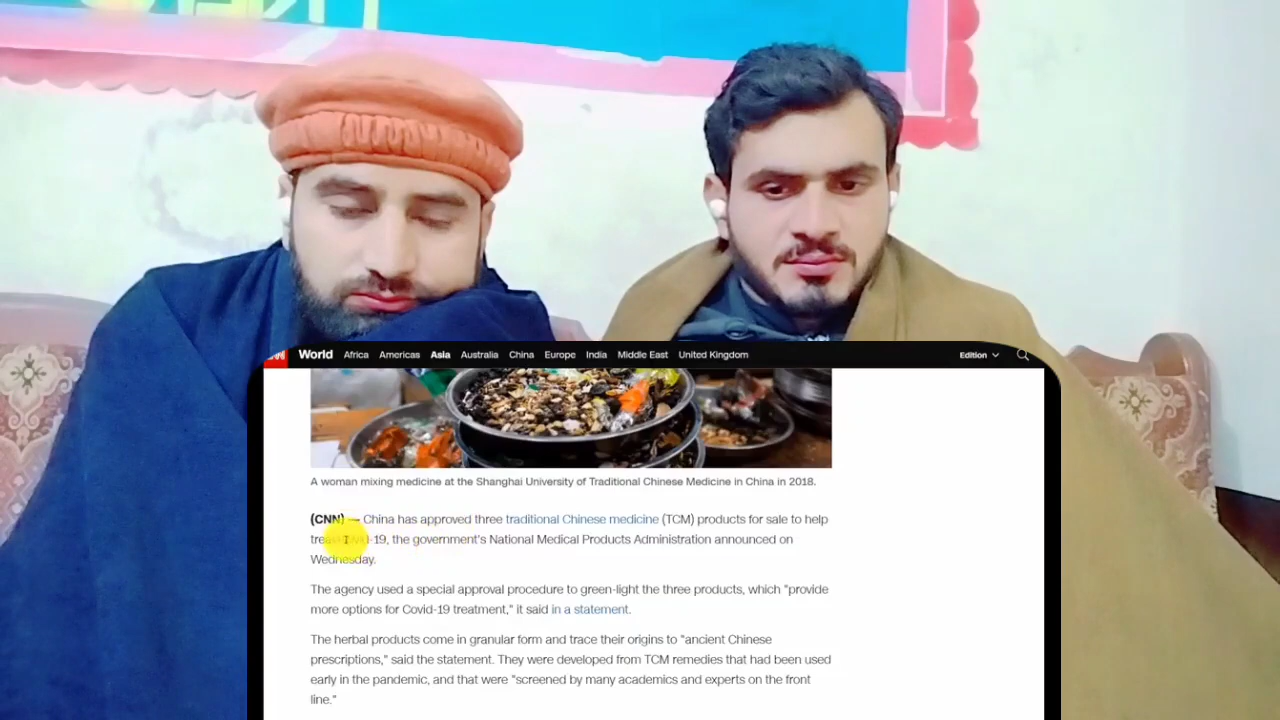 World Africa Americas Asia Australia China Europe India Middle East United Kingdom Edition
A woman mixing medicine at the Shanghai University of Traditional Chinese Medicine in China in 2018.
(CNN) — China has approved three traditional Chinese medicine (TCM) products for sale to help
treat Covid-19, the government's National Medical Products Administration announced on
Wednesday.
The agency used a special approval procedure to green-light the three products, which "provide
more options for Covid-19 treatment," it said in a statement.
The herbal products come in granular form and trace their origins to "ancient Chinese
prescriptions," said the statement. They were developed from TCM remedies that had been used
early in the pandemic, and that were "screened by many academics and experts on the front
line."